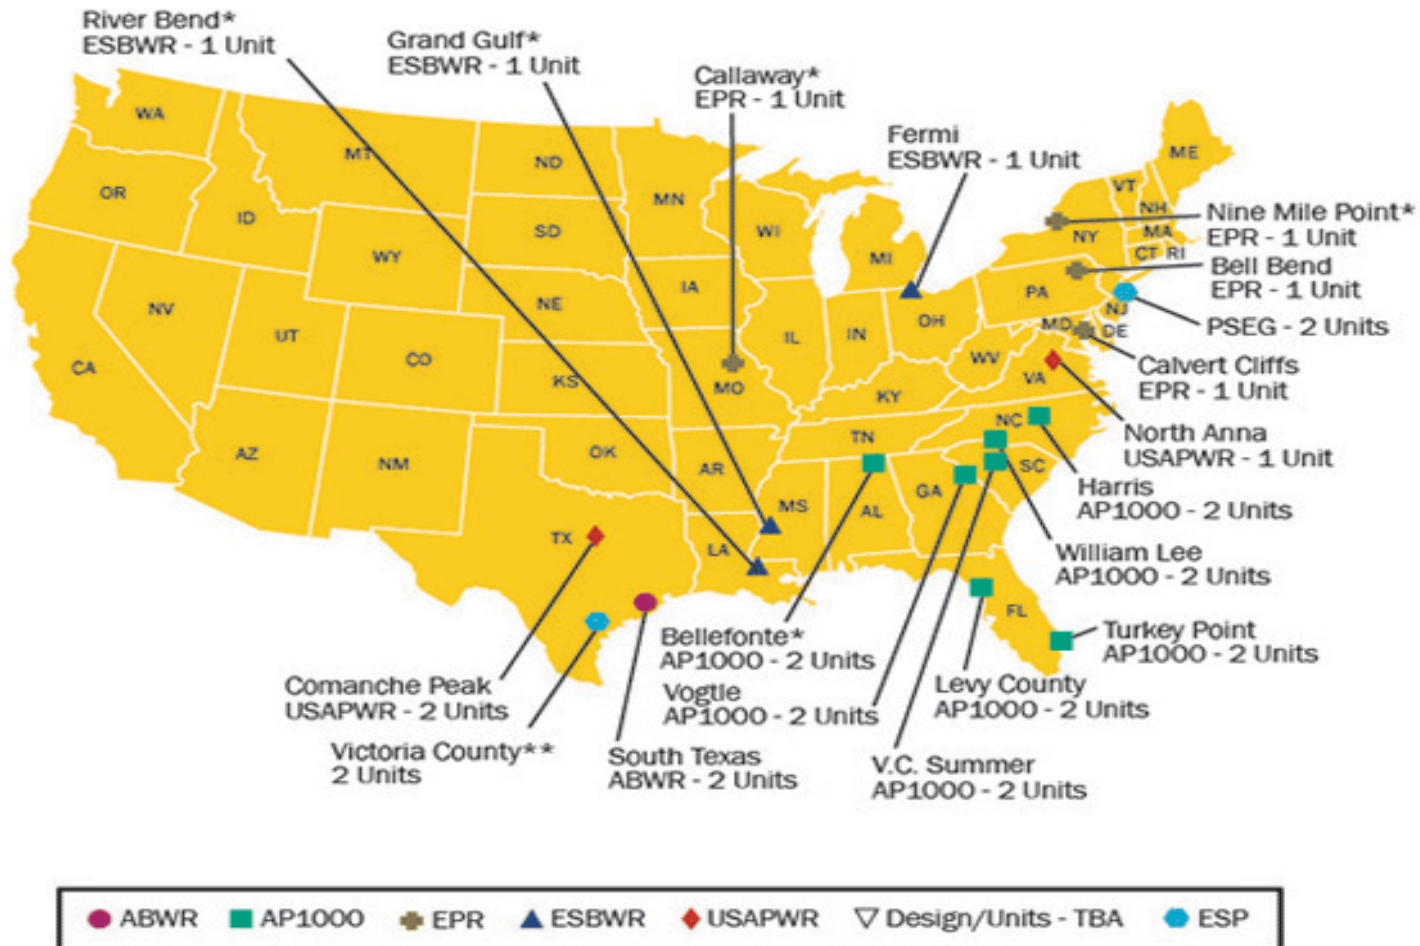 River Bend*
ESBWR - 1 Unit
Grand Gulf*
ESBWR - 1 Unit
Callaway*
EPR - 1 Unit
Fermi
ESBWR - 1 Unit
Nine Mile Point*
EPR - 1 Unit
Bell Bend
EPR - 1 Unit
PSEG - 2 Units
Calvert Cliffs
EPR - 1 Unit
North Anna
USAPWR - 1 Unit
Harris
AP1000 - 2 Units
William Lee
AP1000 - 2 Units
Turkey Point
AP1000 - 2 Units
Levy County
AP1000 - 2 Units
V.C. Summer
AP1000 - 2 Units
Bellefonte*
AP1000 - 2 Units
Vogtle
AP1000 - 2 Units
South Texas
ABWR - 2 Units
Victoria County**
2 Units
Comanche Peak
USAPWR - 2 Units
WA
MT
ND
MN
ME
VT
NH
OR
ID
SD
WI
MI
NY
MA
CT RI
WY
IA
NE
PA
NJ
NV
UT
CO
IL
IN
OH
MD
DE
WV
VA
CA
KS
MO
KY
NC
AZ
NM
OK
AR
TN
SC
MS
AL
GA
TX
LA
FL
ABWR AP1000 EPR ESBWR USAPWR Design/Units - TBA ESP